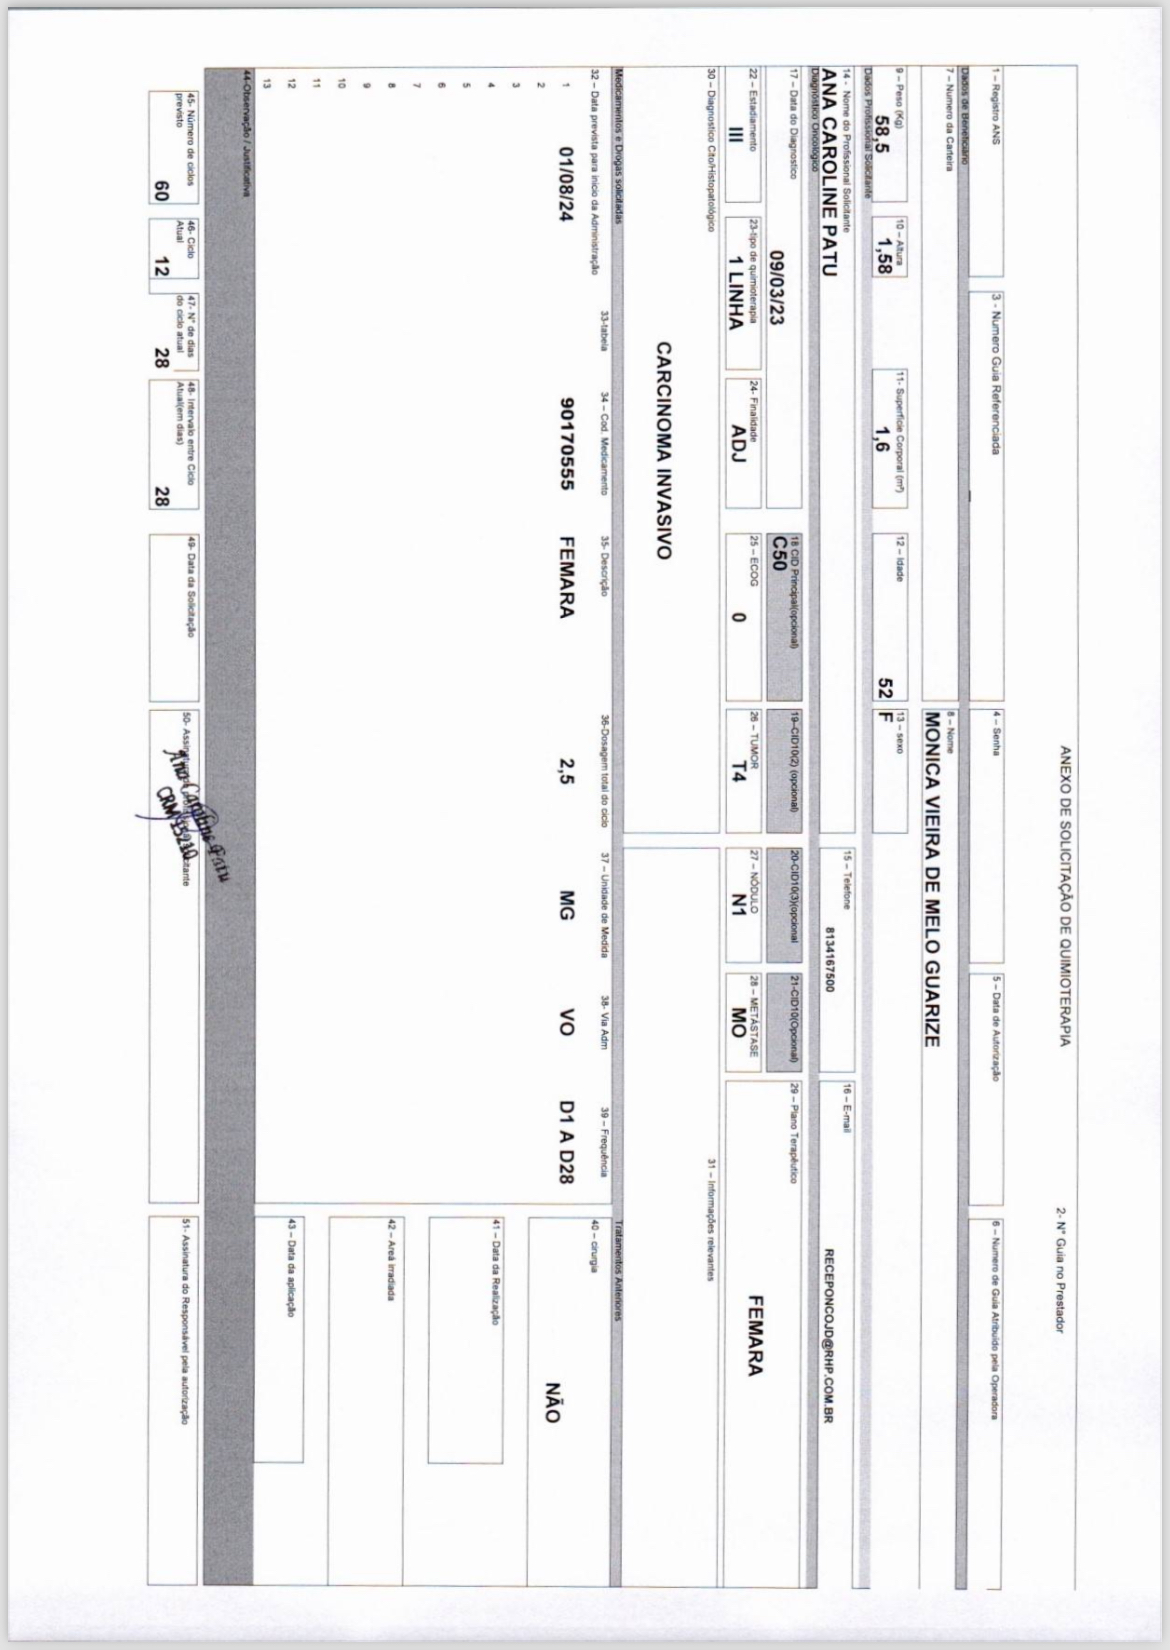 ANEXO DE SOLICITAÇÃO DE QUIMIOTERAPIA
2- N° Guia no Prestador
1 – Registro ANS
3 - Numero Guia Referenciada
4 – Senha
5 – Data de Autorização
6 – Numero de Guia Atribuído pela Operadora
Dados de Beneficiário
7 – Numero da Carteira
8 – Nome
MONICA VIEIRA DE MELO GUARIZE
9 – Peso (Kg)
58,5
10 – Altura
1,58
11- Superfície Corporal (m²)
1,6
12 – Idade
52
13 – sexo
F
Dados Profissional Solicitante
14 - Nome do Profissional Solicitante
ANA CAROLINE PATU
15 – Telefone
8134167500
16 – E-mail
RECEPONCOJD@RHP.COM.BR
Diagnóstico Oncológico
17 – Data do Diagnostico
09/03/23
18 CID Principal(opcional)
C50
19–CID10(2) (opcional)
20-CID10(3)(opcional
21-CID10(Opcional)
22 – Estadiamento
III
23-tipo de quimioterapia
1 LINHA
24- Finalidade
ADJ
25 – ECOG
0
26 – TUMOR
T4
27 – NÓDULO
N1
28 – METÁSTASE
MO
29 – Plano Terapêutico
FEMARA
30 – Diagnostico Cito/Histopatológico
CARCINOMA INVASIVO
31 – Informações relevantes
Medicamentos e Drogas solicitadas
Tratamentos Anteriores
32 – Data prevista para inicio da Administração
33-tabela
34 – Cod. Medicamento
35- Descrição
36-Dosagem total do ciclo
37 – Unidade de Medida
38- Via Adm
39 – Frequência
1 01/08/24 90170555 FEMARA 2,5 MG VO D1 A D28
2
3
4
5
6
7
8
9
10
11
12
13
40 – cirurgia
NÃO
41 – Data da Realização
42 – Areá irradiada
43 – Data da aplicação
44-Observação / Justificativa
45- Número de ciclos previsto
60
46- Ciclo Atual
12
47- N° de dias do ciclo atual
28
48- Intervalo entre Ciclo Atual(em dias)
28
49- Data da Solicitação
50- Assinatura do profissional solicitante
Ana Caroline Patu
CRM 15210
51- Assinatura do Responsável pela autorização